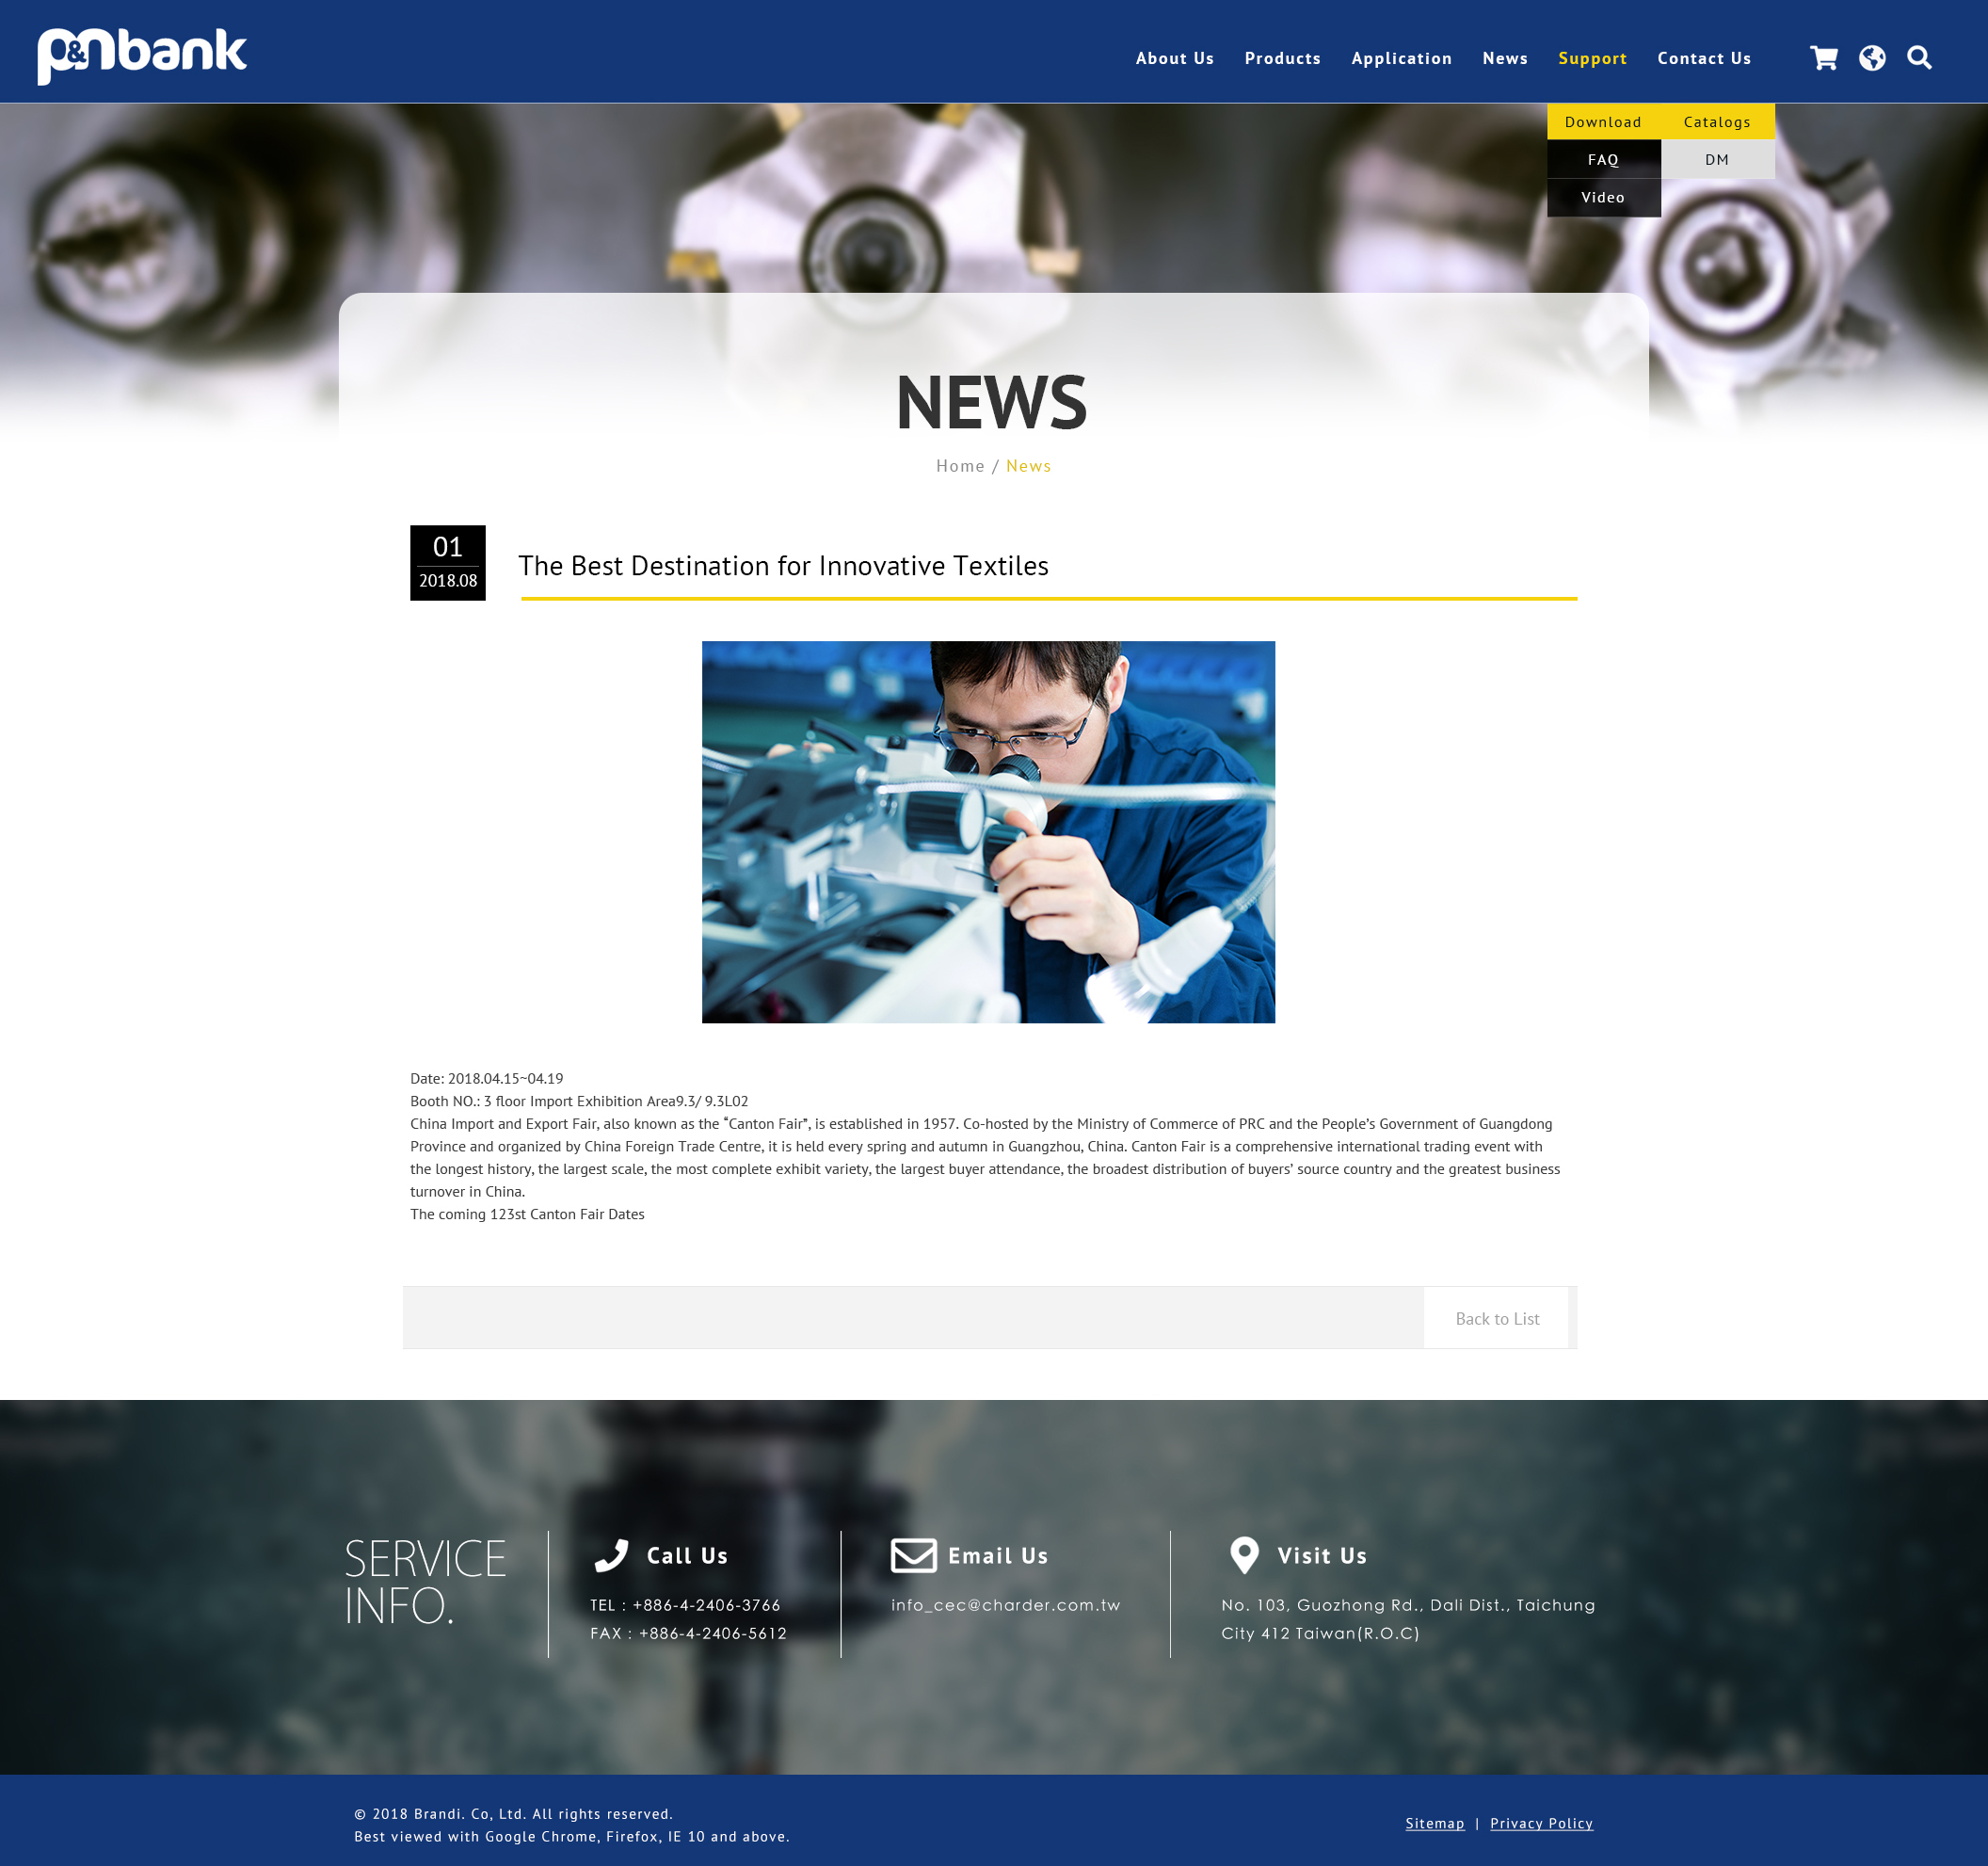 p&nbank
About Us Products Application News Support Contact Us
Download Catalogs
FAQ DM
Video
NEWS
Home / News
01
2018.08
The Best Destination for Innovative Textiles
Date: 2018.04.15~04.19
Booth NO.: 3 floor Import Exhibition Area9.3/ 9.3L02
China Import and Export Fair, also known as the “Canton Fair”, is established in 1957. Co-hosted by the Ministry of Commerce of PRC and the People’s Government of Guangdong
Province and organized by China Foreign Trade Centre, it is held every spring and autumn in Guangzhou, China. Canton Fair is a comprehensive international trading event with
the longest history, the largest scale, the most complete exhibit variety, the largest buyer attendance, the broadest distribution of buyers’ source country and the greatest business
turnover in China.
The coming 123st Canton Fair Dates
Back to List
SERVICE
INFO.
Call Us
TEL : +886-4-2406-3766
FAX : +886-4-2406-5612
Email Us
info_cec@charder.com.tw
Visit Us
No. 103, Guozhong Rd., Dali Dist., Taichung
City 412 Taiwan(R.O.C)
© 2018 Brandi. Co, Ltd. All rights reserved.
Best viewed with Google Chrome, Firefox, IE 10 and above.
Sitemap | Privacy Policy